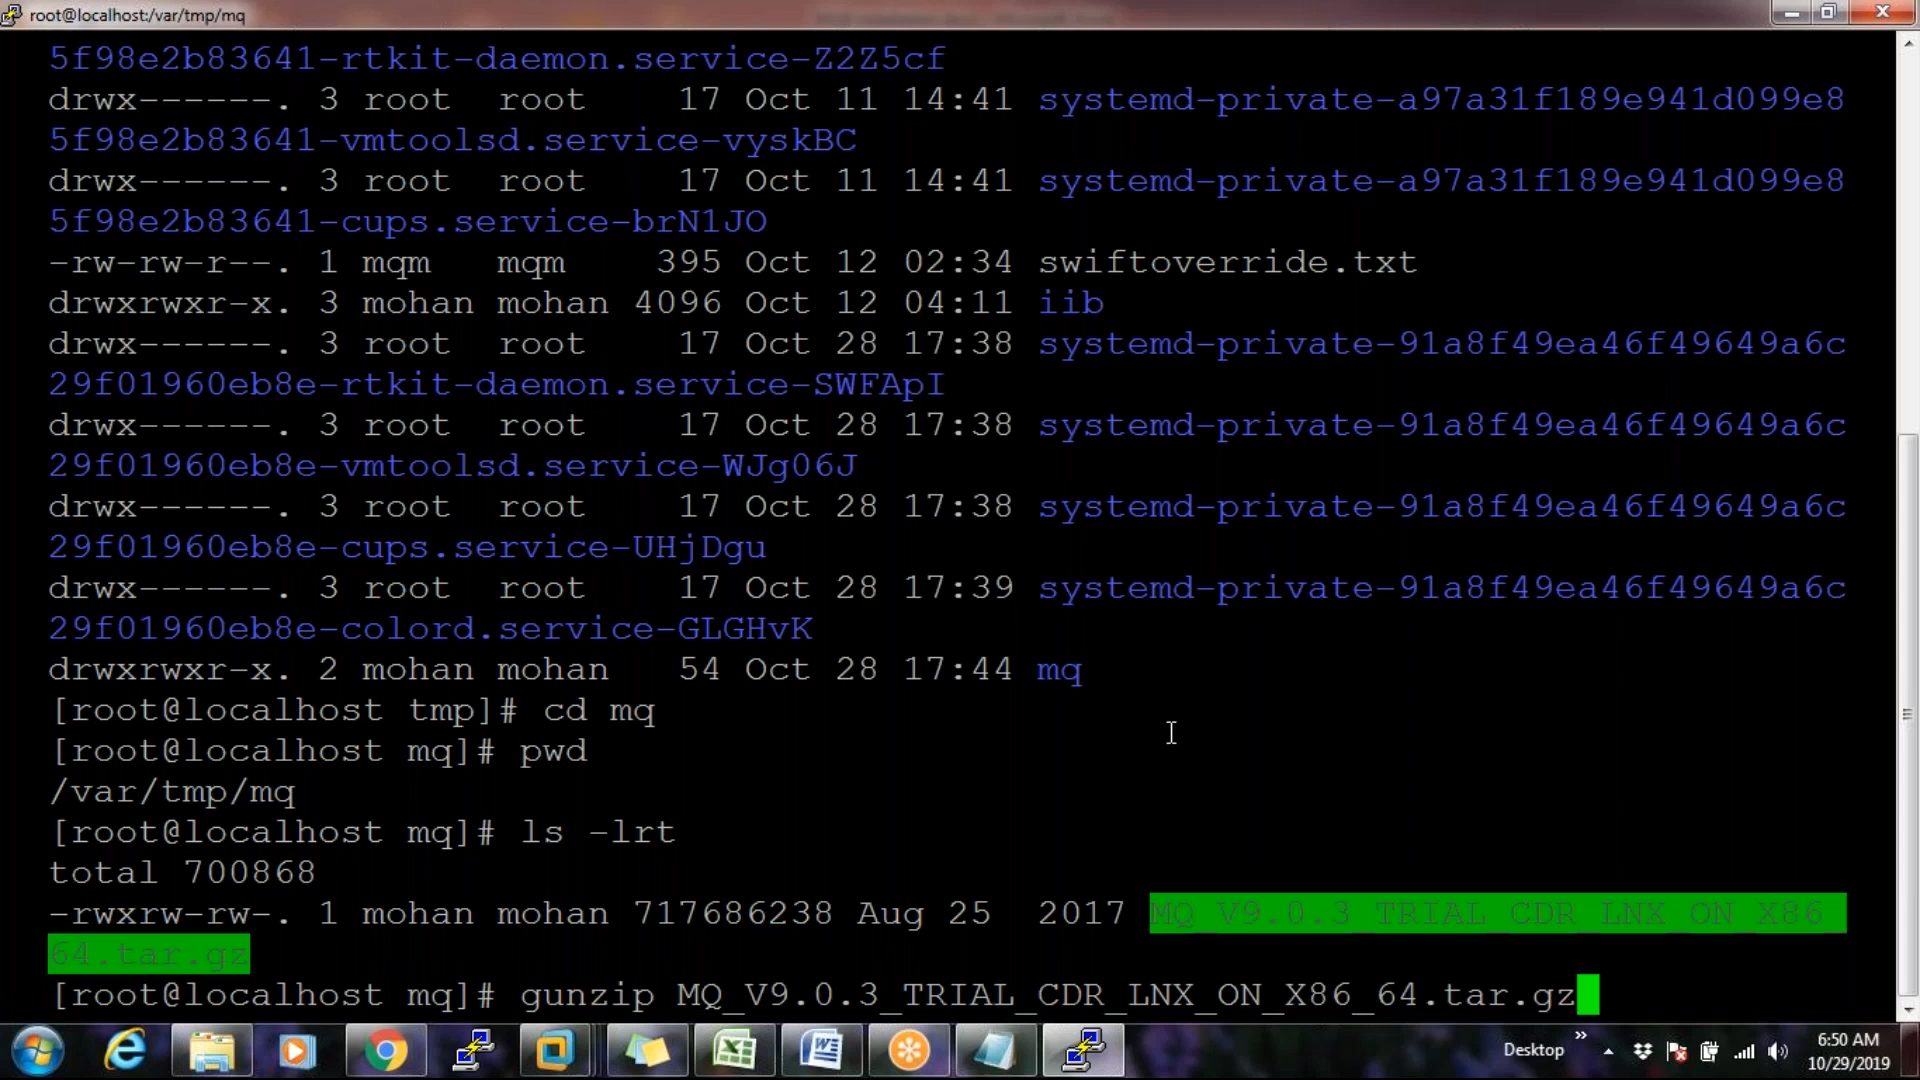 root@localhost:/var/tmp/mq
5f98e2b83641-rtkit-daemon.service-Z2Z5cf
drwx------. 3 root root 17 Oct 11 14:41 systemd-private-a97a31f189e941d099e8
5f98e2b83641-vmtoolsd.service-vyskBC
drwx------. 3 root root 17 Oct 11 14:41 systemd-private-a97a31f189e941d099e8
5f98e2b83641-cups.service-brN1JO
-rw-rw-r--. 1 mqm mqm 395 Oct 12 02:34 swiftoverride.txt
drwxrwxr-x. 3 mohan mohan 4096 Oct 12 04:11 iib
drwx------. 3 root root 17 Oct 28 17:38 systemd-private-91a8f49ea46f49649a6c
29f01960eb8e-rtkit-daemon.service-SWFApI
drwx------. 3 root root 17 Oct 28 17:38 systemd-private-91a8f49ea46f49649a6c
29f01960eb8e-vmtoolsd.service-WJg06J
drwx------. 3 root root 17 Oct 28 17:38 systemd-private-91a8f49ea46f49649a6c
29f01960eb8e-cups.service-UHjDgu
drwx------. 3 root root 17 Oct 28 17:39 systemd-private-91a8f49ea46f49649a6c
29f01960eb8e-colord.service-GLGHvK
drwxrwxr-x. 2 mohan mohan 54 Oct 28 17:44 mq
[root@localhost tmp]# cd mq
[root@localhost mq]# pwd
/var/tmp/mq
[root@localhost mq]# ls -lrt
total 700868
-rwxrw-rw-. 1 mohan mohan 717686238 Aug 25 2017 MQ_V9.0.3_TRIAL_CDR_LNX_ON_X86_
64.tar.gz
[root@localhost mq]# gunzip MQ_V9.0.3_TRIAL_CDR_LNX_ON_X86_64.tar.gz
Desktop
6:50 AM
10/29/2019